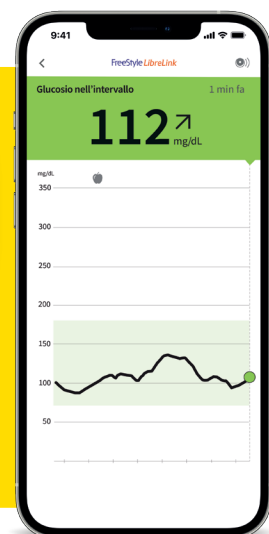 9:41
FreeStyle LibreLink
Glucosio nell'intervallo 1 min fa
112 mg/dL
mg/dL
350
300
250
200
150
100
50